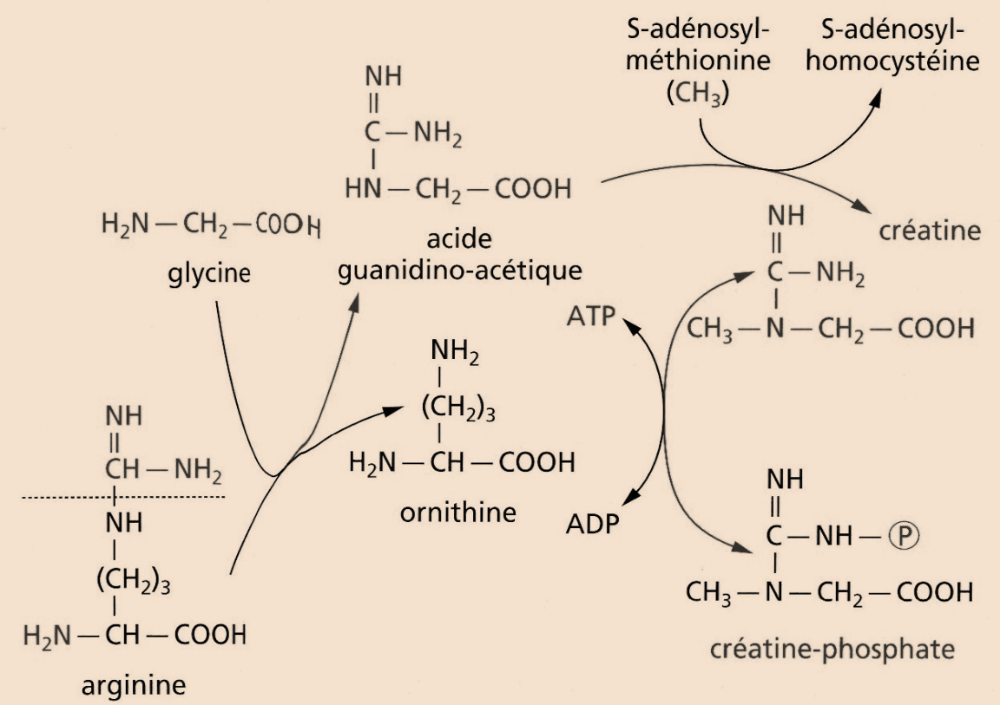 S-adénosyl-
méthionine
(CH₃)
S-adénosyl-
homocystéine
NH
C — NH₂
HN — CH₂ — COOH
acide
guanidino-acétique
H₂N — CH₂ — COOH
glycine
NH
C — NH₂
CH₃ — N — CH₂ — COOH
créatine
ATP
ADP
NH₂
(CH₂)₃
H₂N — CH — COOH
ornithine
NH
CH — NH₂
NH
(CH₂)₃
H₂N — CH — COOH
arginine
NH
C — NH — Ⓟ
CH₃ — N — CH₂ — COOH
créatine-phosphate